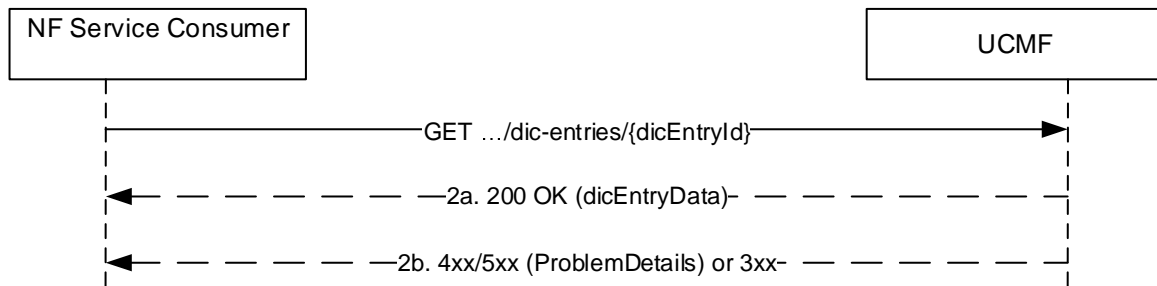 NF Service Consumer
UCMF
GET …/dic-entries/{dicEntryId}
2a. 200 OK (dicEntryData)
2b. 4xx/5xx (ProblemDetails) or 3xx